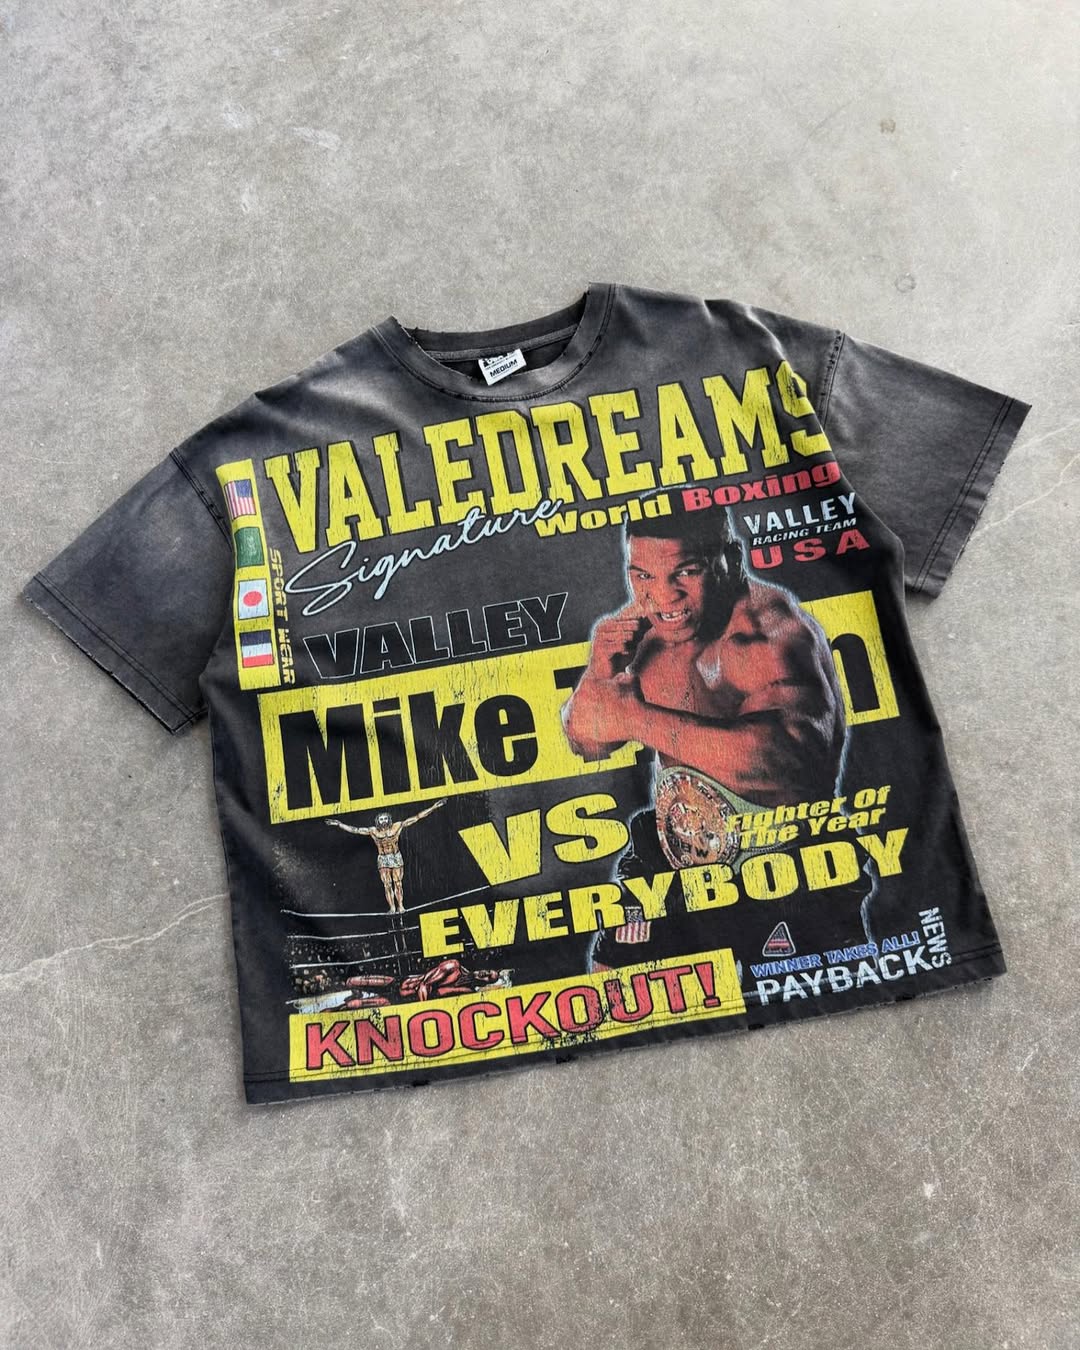 MEDIUM
VALEDREAMS
Signature
World Boxing
VALLEY
RACING TEAM
USA
SPORT WEAR
VALLEY
Mike
VS
Fighter Of
The Year
EVERYBODY
WINNER TAKES ALL!
PAYBACK
NEWS
KNOCKOUT!